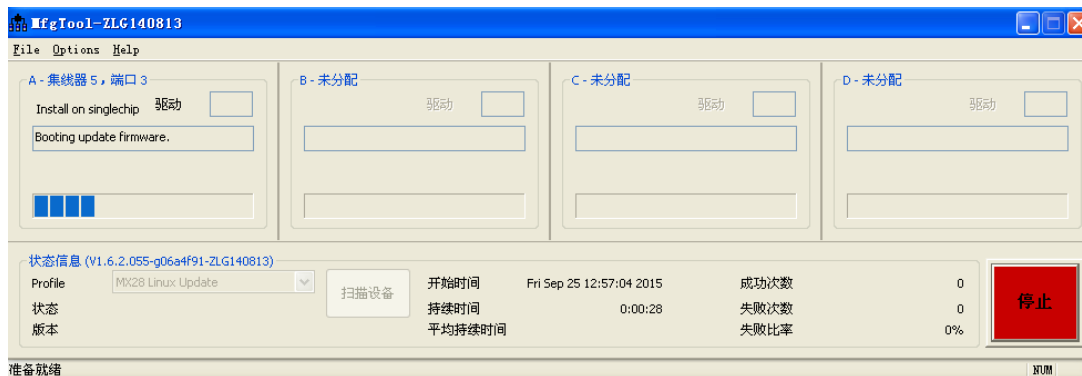 MfgTool-ZLG140813
File Options Help
A - 集线器 5，端口 3
Install on singlechip 驱动
Booting update firmware.
B - 未分配
驱动
C - 未分配
驱动
D - 未分配
驱动
状态信息 (V1.6.2.055-g06a4f91-ZLG140813)
Profile MX28 Linux Update 扫描设备 开始时间 Fri Sep 25 12:57:04 2015 成功次数 0
状态 持续时间 0:00:28 失败次数 0
版本 平均持续时间 失败比率 0%
停止
准备就绪 NUM